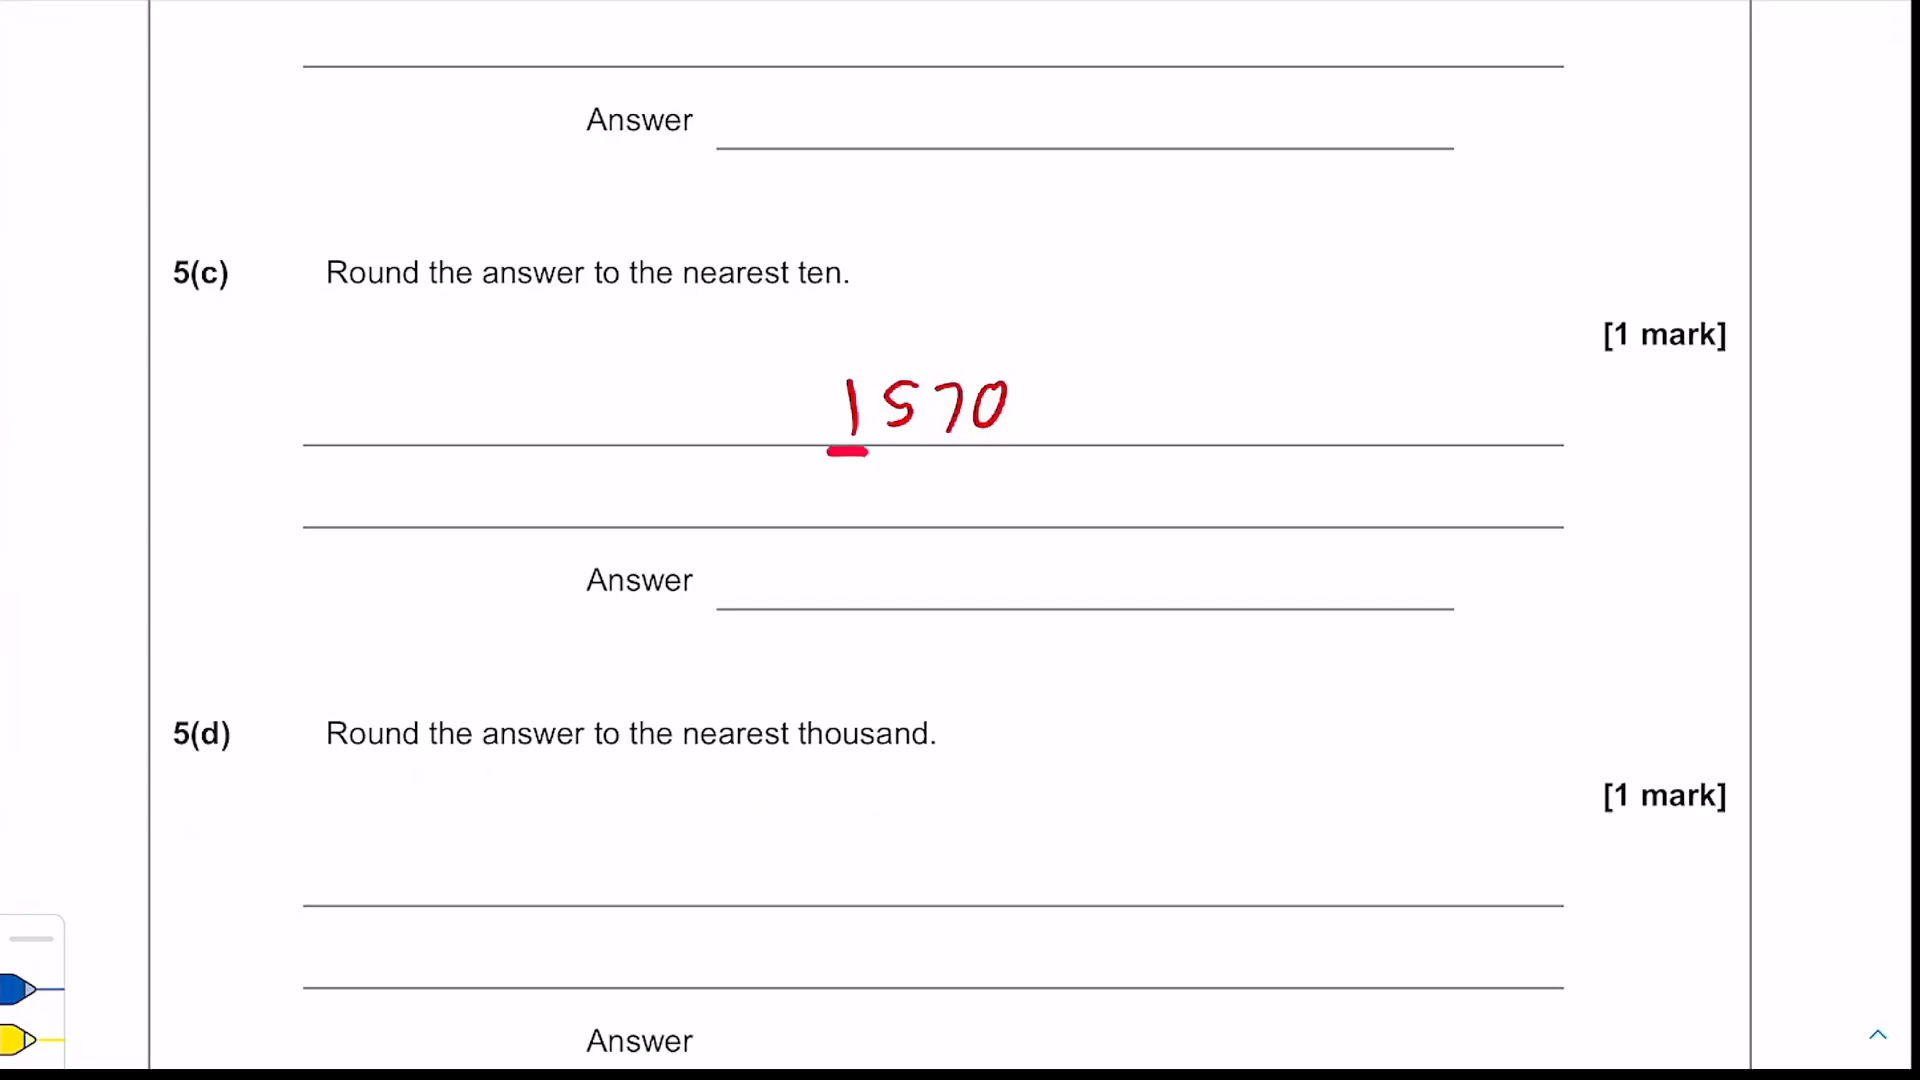 Answer
5(c) Round the answer to the nearest ten.
[1 mark]
1570
Answer
5(d) Round the answer to the nearest thousand.
[1 mark]
Answer